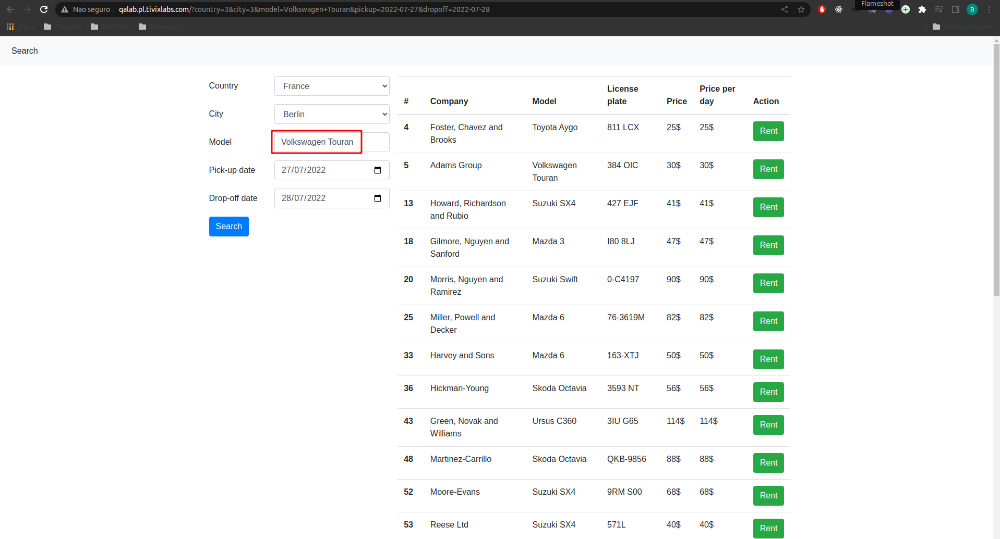 Flameshot
Não seguro qalab.pl.tivixlabs.com/?country=3&city=3&model=Volkswagen+Touran&pickup=2022-07-27&dropoff=2022-07-28
B
Apps Projetos Farmácia Ribercred Outros favoritos
Search
Country France
City Berlin
Model Volkswagen Touran
Pick-up date 27/07/2022
Drop-off date 28/07/2022
Search
# Company Model License plate Price Price per day Action
4 Foster, Chavez and Brooks Toyota Aygo 811 LCX 25$ 25$ Rent
5 Adams Group Volkswagen Touran 384 OIC 30$ 30$ Rent
13 Howard, Richardson and Rubio Suzuki SX4 427 EJF 41$ 41$ Rent
18 Gilmore, Nguyen and Sanford Mazda 3 I80 8LJ 47$ 47$ Rent
20 Morris, Nguyen and Ramirez Suzuki Swift 0-C4197 90$ 90$ Rent
25 Miller, Powell and Decker Mazda 6 76-3619M 82$ 82$ Rent
33 Harvey and Sons Mazda 6 163-XTJ 50$ 50$ Rent
36 Hickman-Young Skoda Octavia 3593 NT 56$ 56$ Rent
43 Green, Novak and Williams Ursus C360 3IU G65 114$ 114$ Rent
48 Martinez-Carrillo Skoda Octavia QKB-9856 88$ 88$ Rent
52 Moore-Evans Suzuki SX4 9RM S00 68$ 68$ Rent
53 Reese Ltd Suzuki SX4 571L 40$ 40$ Rent